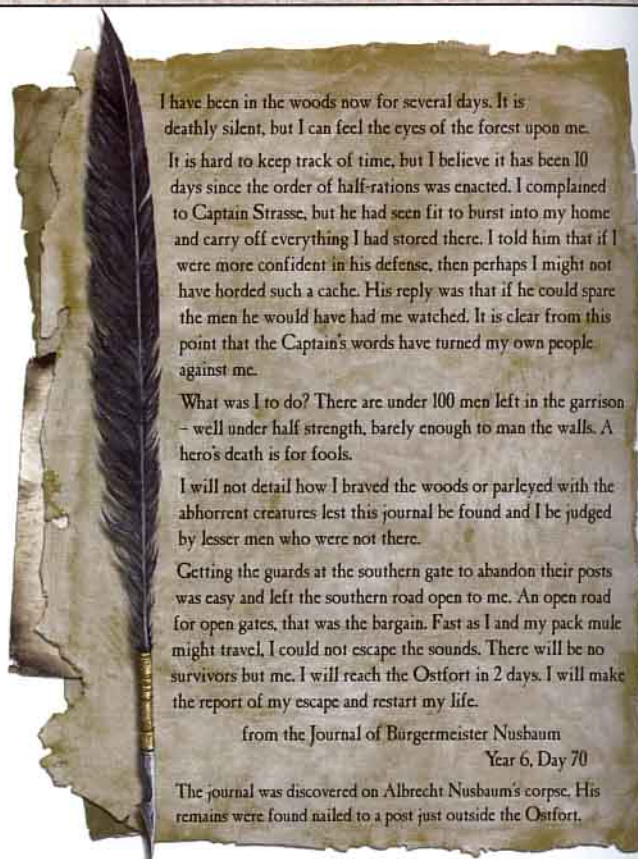 I have been in the woods now for several days. It is
deathly silent, but I can feel the eyes of the forest upon me.
It is hard to keep track of time, but I believe it has been 10
days since the order of half-rations was enacted. I complained
to Captain Strasse, but he had seen fit to burst into my home
and carry off everything I had stored there. I told him that if I
were more confident in his defense, then perhaps I might not
have horded such a cache. His reply was that if he could spare
the men he would have had me watched. It is clear from this
point that the Captain's words have turned my own people
against me.
What was I to do? There are under 100 men left in the garrison
– well under half strength, barely enough to man the walls. A
hero's death is for fools.
I will not detail how I braved the woods or parleyed with the
abhorrent creatures lest this journal be found and I be judged
by lesser men who were not there.
Getting the guards at the southern gate to abandon their posts
was easy and left the southern road open to me. An open road
for open gates, that was the bargain. Fast as I and my pack mule
might travel, I could not escape the sounds. There will be no
survivors but me. I will reach the Ostfort in 2 days. I will make
the report of my escape and restart my life.
from the Journal of Burgermeister Nusbaum
Year 6, Day 70
The journal was discovered on Albrecht Nusbaum's corpse. His
remains were found nailed to a post just outside the Ostfort.